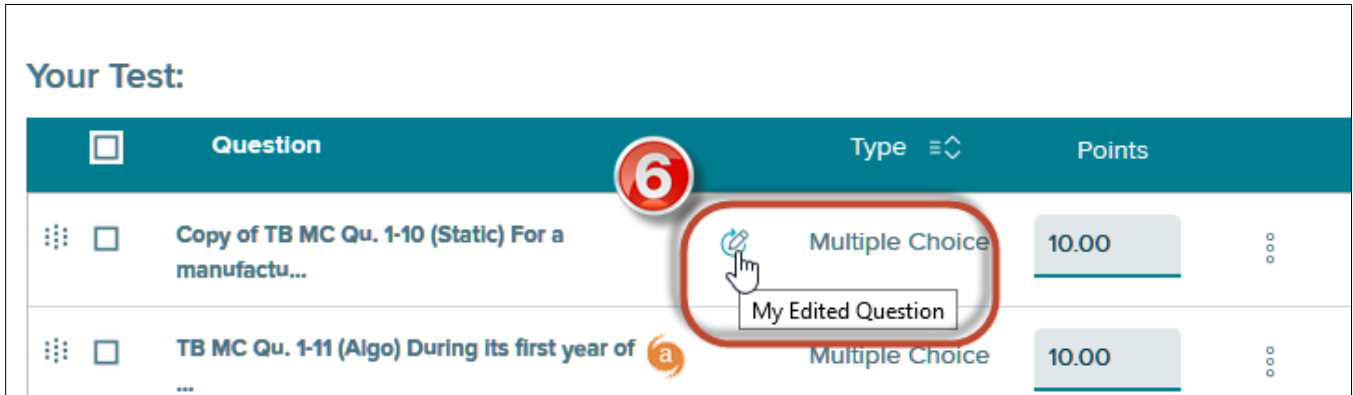 Your Test:
Question
6
Type
Points
Copy of TB MC Qu. 1-10 (Static) For a
manufactu...
Multiple Choice
10.00
My Edited Question
TB MC Qu. 1-11 (Algo) During its first year of
...
a
Multiple Choice
10.00